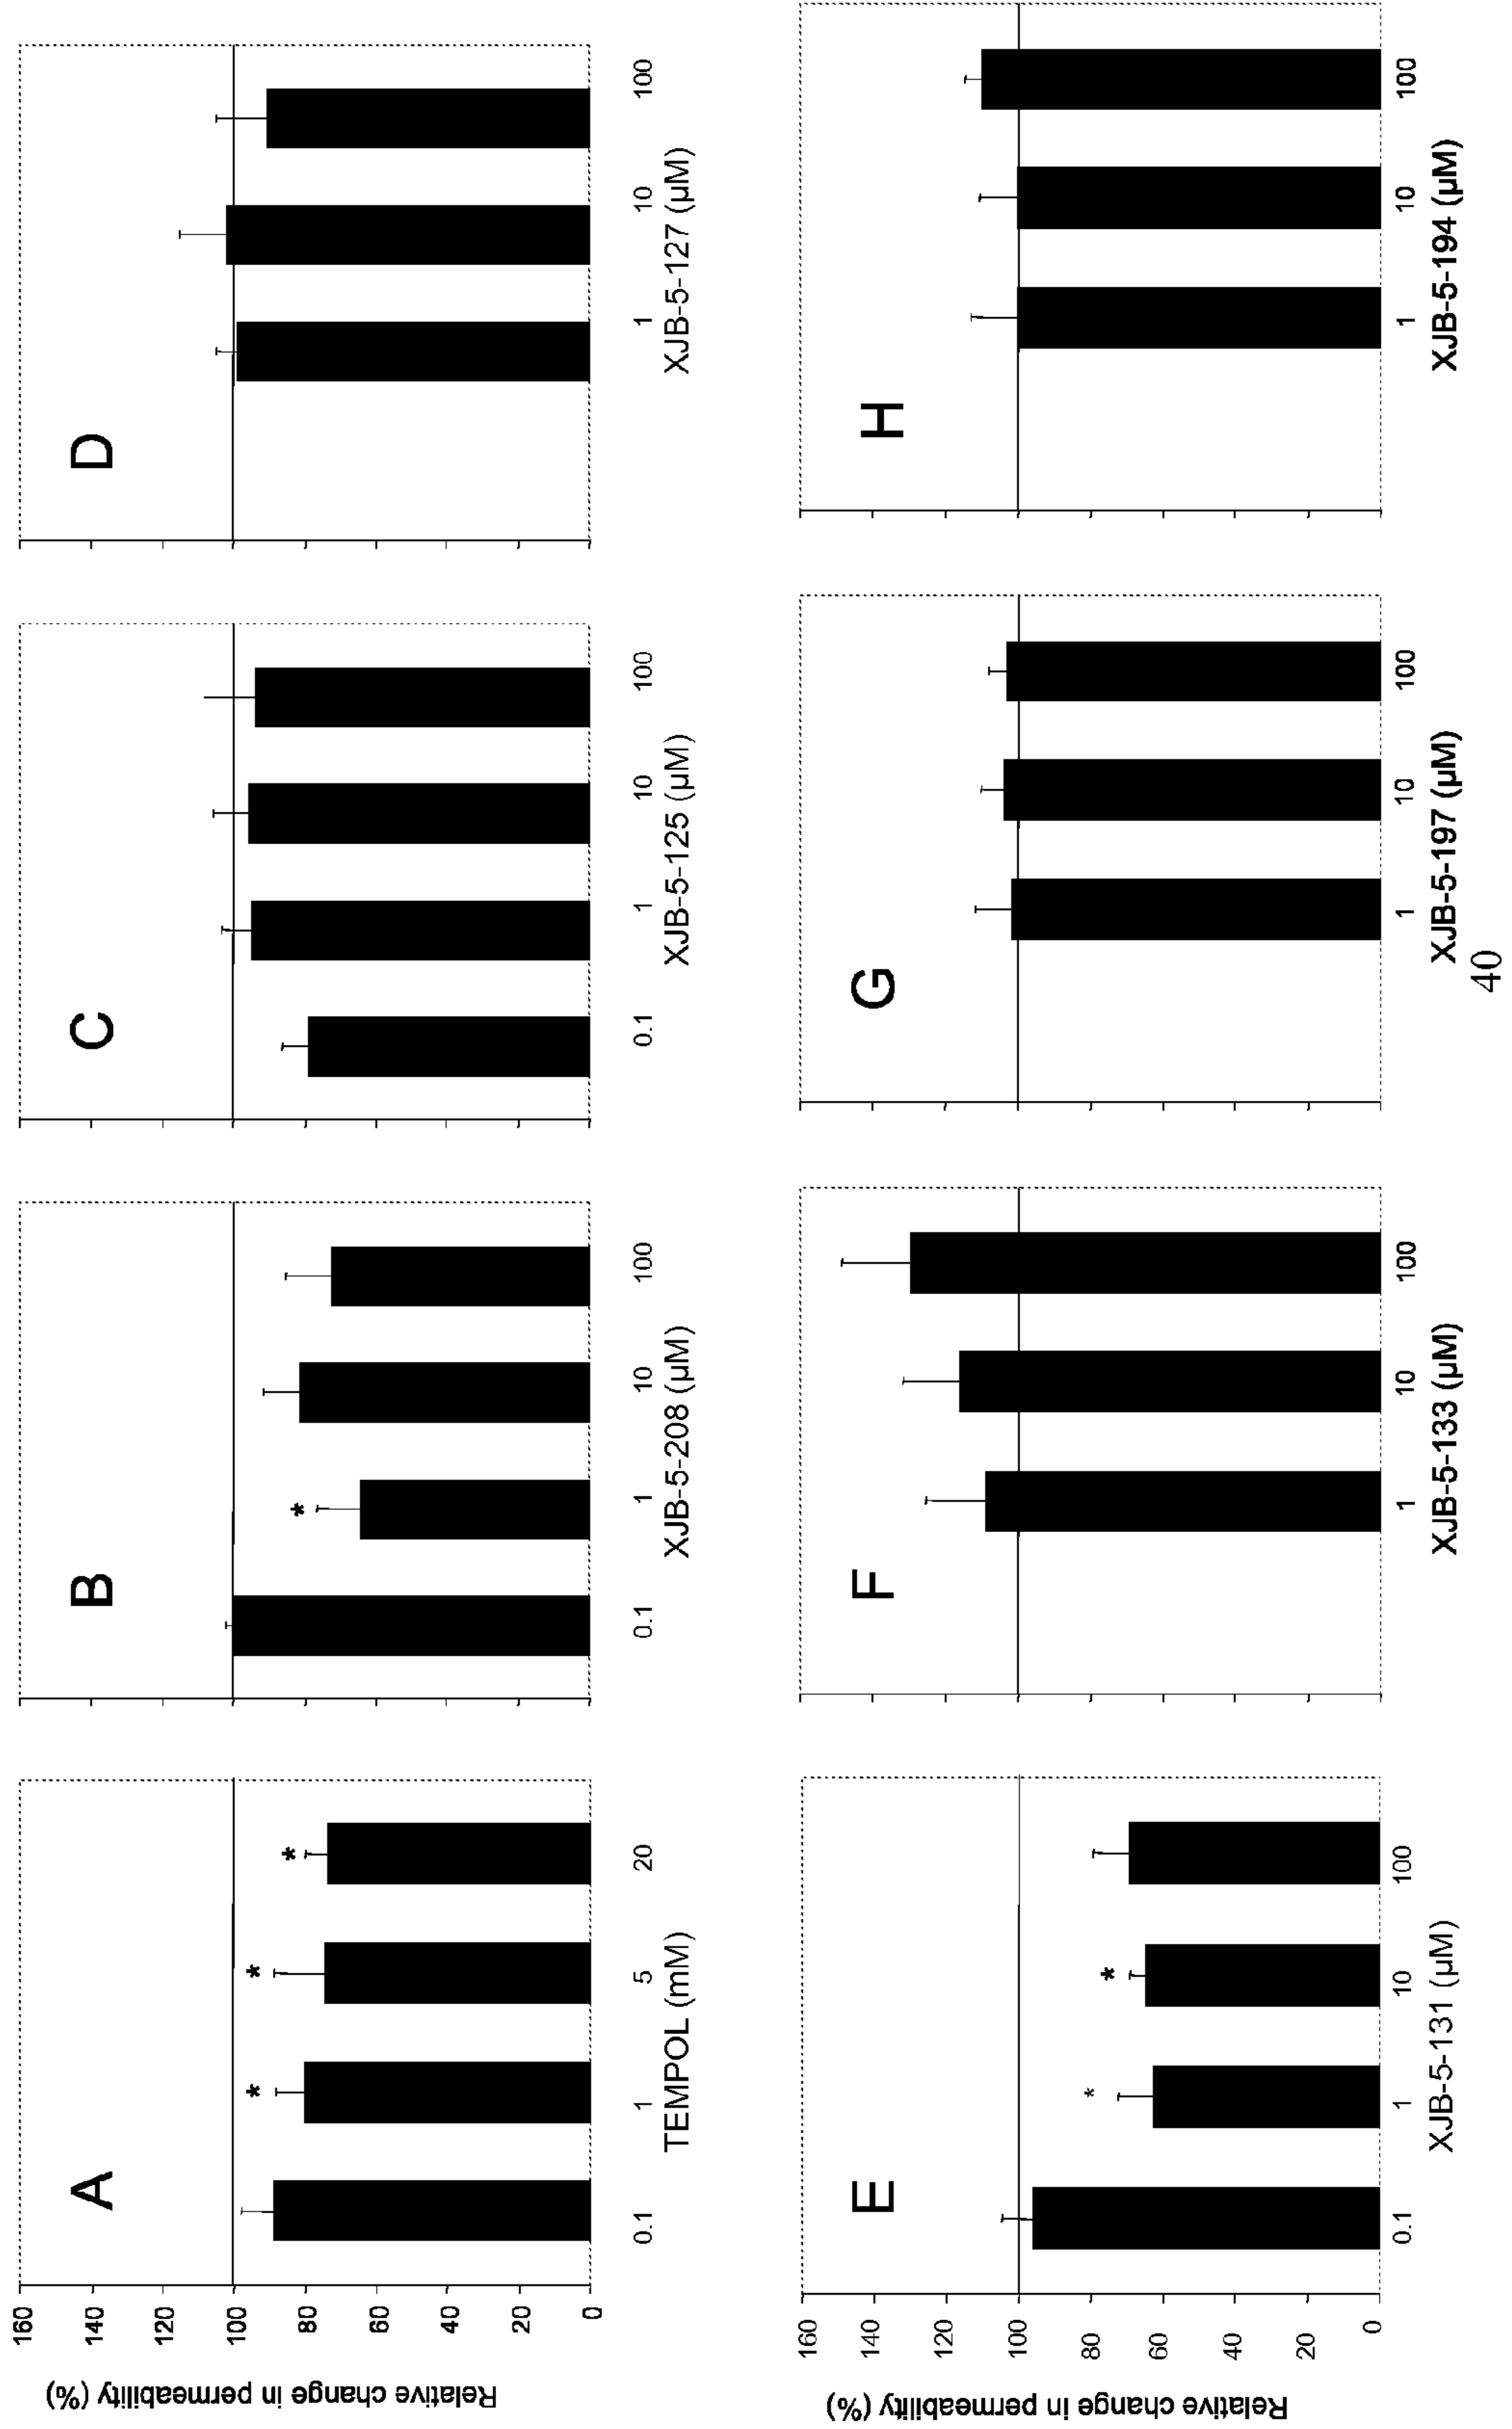 A
B
C
D
Relative change in permeability (%)
160
140
120
100
80
60
40
20
0
0.1 1 5 20
TEMPOL (mM)
0.1 1 10 100
XJB-5-208 (µM)
0.1 1 10 100
XJB-5-125 (µM)
1 10 100
XJB-5-127 (µM)
* * *
*
E
F
G
H
Relative change in permeability (%)
160
140
120
100
80
60
40
20
0
* *
0.1 1 10 100
XJB-5-131 (µM)
1 10 100
XJB-5-133 (µM)
1 10 100
XJB-5-197 (µM)
1 10 100
XJB-5-194 (µM)
40